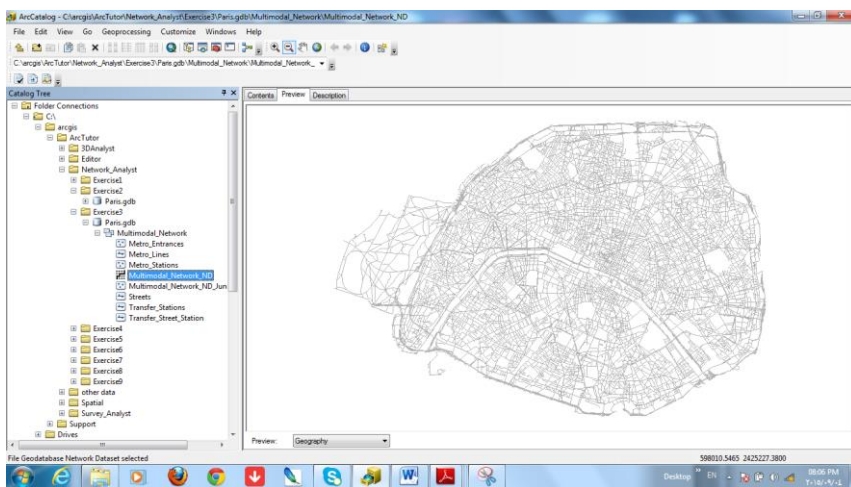 ArcCatalog - C:\arcgis\ArcTutor\Network_Analyst\Exercise3\Paris.gdb\Multimodal_Network\Multimodal_Network_ND
File Edit View Go Geoprocessing Customize Windows Help
C:\arcgis\ArcTutor\Network_Analyst\Exercise3\Paris.gdb\Multimodal_Network\Multimodal_Network_
Catalog Tree
Contents Preview Description
Folder Connections
C:\
arcgis
ArcTutor
3DAnalyst
Editor
Network_Analyst
Exercise1
Exercise2
Paris.gdb
Exercise3
Paris.gdb
Multimodal_Network
Metro_Entrances
Metro_Lines
Metro_Stations
Multimodal_Network_ND
Multimodal_Network_ND_Jun
Streets
Transfer_Stations
Transfer_Street_Station
Exercise4
Exercise5
Exercise6
Exercise7
Exercise8
Exercise9
other data
Spatial
Survey_Analyst
Support
Drives
Preview: Geography
File Geodatabase Network Dataset selected
598010.5465 2425227.3800
Desktop EN 08:06 PM